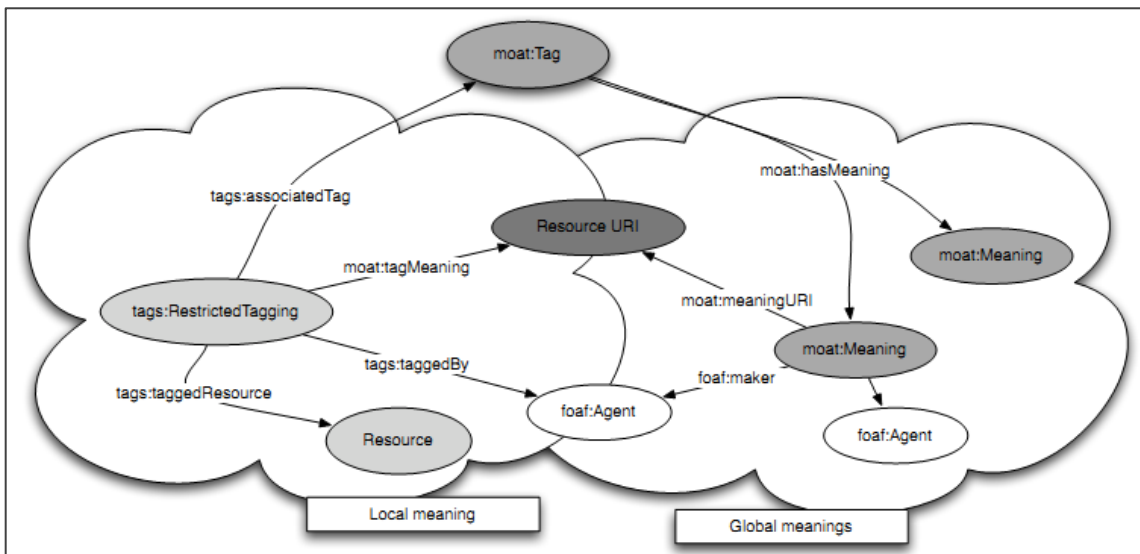 moat:Tag
moat:hasMeaning
tags:associatedTag
Resource URI
moat:Meaning
moat:tagMeaning
moat:meaningURI
tags:RestrictedTagging
moat:Meaning
tags:taggedBy
foaf:maker
tags:taggedResource
foaf:Agent
Resource
foaf:Agent
Local meaning
Global meanings